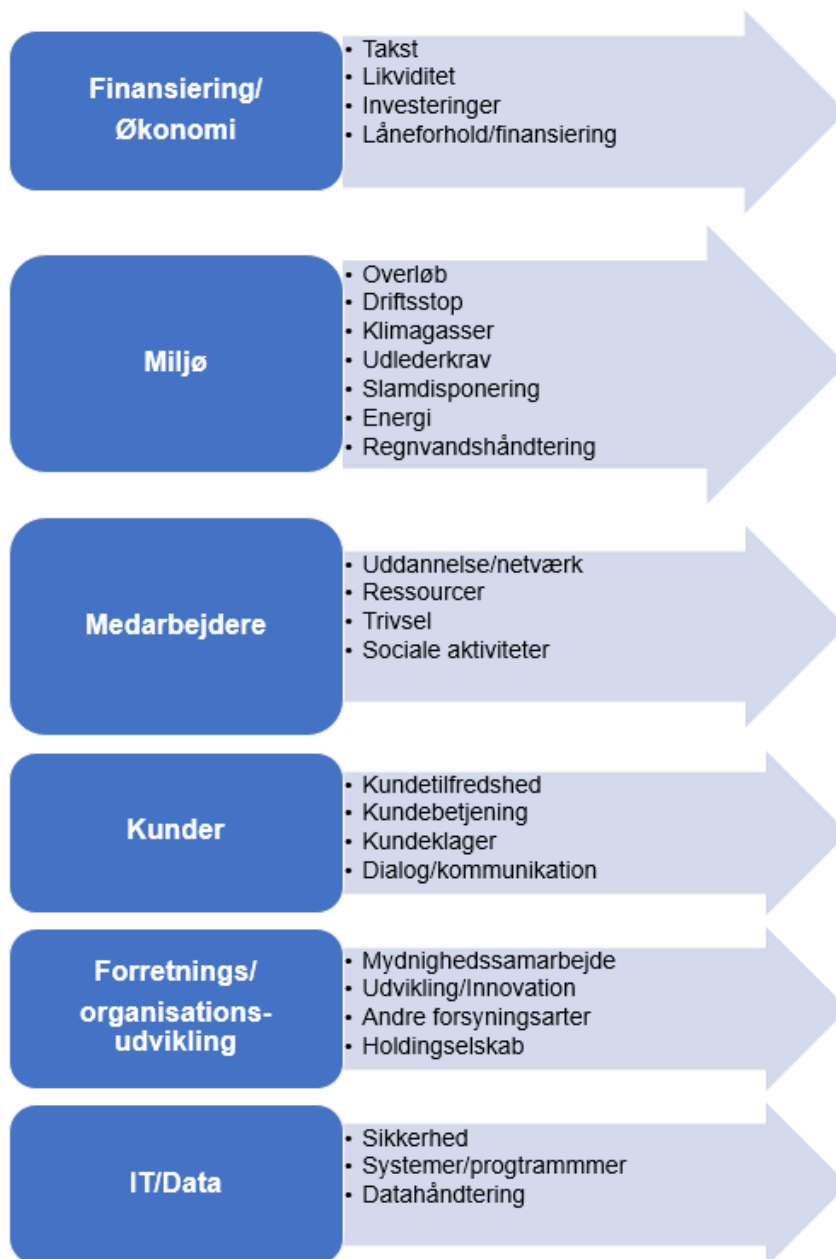 Finansiering/
Økonomi
• Takst
• Likviditet
• Investeringer
• Låneforhold/finansiering
Miljø
• Overløb
• Driftsstop
• Klimagasser
• Udlederkrav
• Slamdisponering
• Energi
• Regnvandshåndtering
Medarbejdere
• Uddannelse/netværk
• Ressourcer
• Trivsel
• Sociale aktiviteter
Kunder
• Kundetilfredshed
• Kundebetjening
• Kundeklager
• Dialog/kommunikation
Forretnings/
organisations-
udvikling
• Mydnighedssamarbejde
• Udvikling/Innovation
• Andre forsyningsarter
• Holdingselskab
IT/Data
• Sikkerhed
• Systemer/progtrammmer
• Datahåndtering